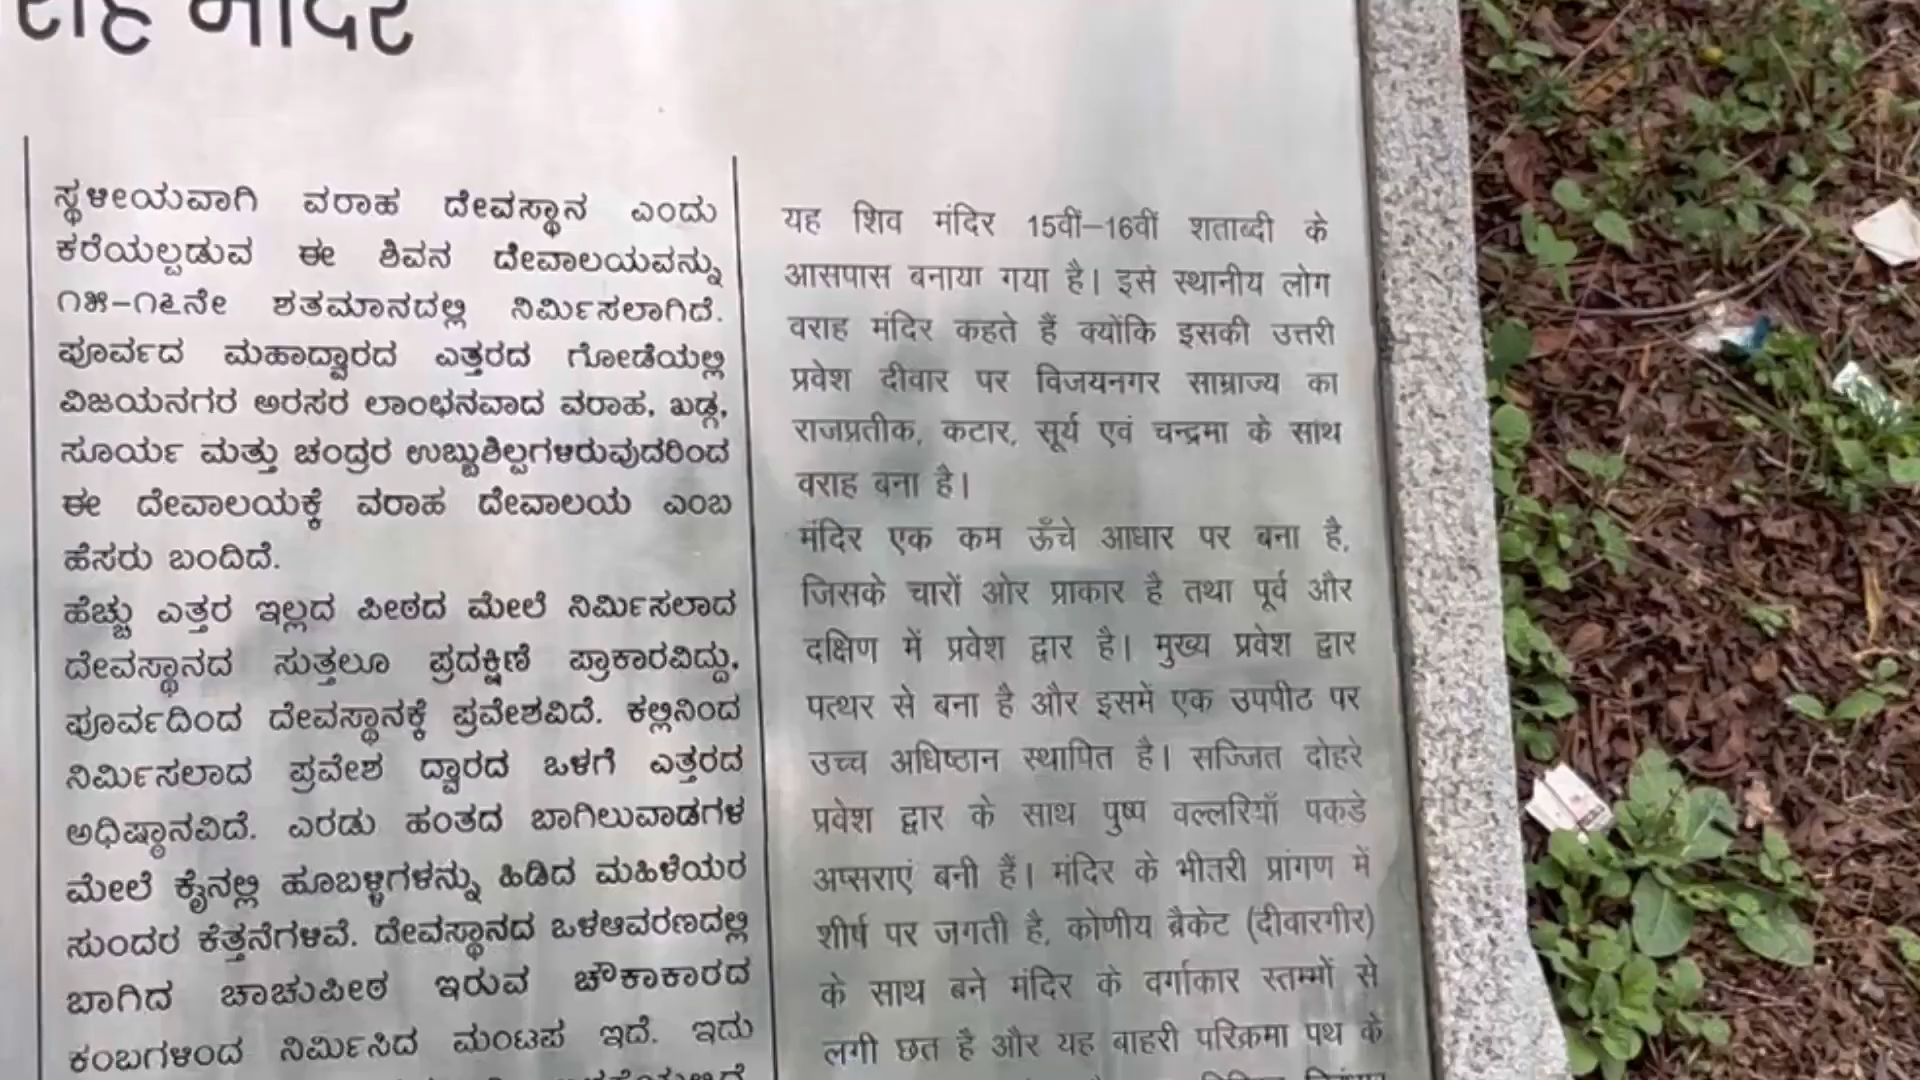 राह मंदिर
ಸ್ಥಳೀಯವಾಗಿ ವರಾಹ ದೇವಸ್ಥಾನ ಎಂದು
ಕರೆಯಲ್ಪಡುವ ಈ ಶಿವನ ದೇವಾಲಯವನ್ನು
೧೫–೧೬ನೇ ಶತಮಾನದಲ್ಲಿ ನಿರ್ಮಿಸಲಾಗಿದೆ.
ಪೂರ್ವದ ಮಹಾದ್ವಾರದ ಎತ್ತರದ ಗೋಡೆಯಲ್ಲಿ
ವಿಜಯನಗರ ಅರಸರ ಲಾಂಛನವಾದ ವರಾಹ, ಖಡ್ಗ,
ಸೂರ್ಯ ಮತ್ತು ಚಂದ್ರರ ಉಬ್ಬುಶಿಲ್ಪಗಳಿರುವುದರಿಂದ
ಈ ದೇವಾಲಯಕ್ಕೆ ವರಾಹ ದೇವಾಲಯ ಎಂಬ
ಹೆಸರು ಬಂದಿದೆ.
ಹೆಚ್ಚು ಎತ್ತರ ಇಲ್ಲದ ಪೀಠದ ಮೇಲೆ ನಿರ್ಮಿಸಲಾದ
ದೇವಸ್ಥಾನದ ಸುತ್ತಲೂ ಪ್ರದಕ್ಷಿಣೆ ಪ್ರಾಕಾರವಿದ್ದು,
ಪೂರ್ವದಿಂದ ದೇವಸ್ಥಾನಕ್ಕೆ ಪ್ರವೇಶವಿದೆ. ಕಲ್ಲಿನಿಂದ
ನಿರ್ಮಿಸಲಾದ ಪ್ರವೇಶ ದ್ವಾರದ ಒಳಗೆ ಎತ್ತರದ
ಅಧಿಷ್ಠಾನವಿದೆ. ಎರಡು ಹಂತದ ಬಾಗಿಲುವಾಡಗಳ
ಮೇಲೆ ಕೈನಲ್ಲಿ ಹೂಬಳ್ಳಿಗಳನ್ನು ಹಿಡಿದ ಮಹಿಳೆಯರ
ಸುಂದರ ಕೆತ್ತನೆಗಳಿವೆ. ದೇವಸ್ಥಾನದ ಒಳಆವರಣದಲ್ಲಿ
ಬಾಗಿದ ಚಾಚುಪೀಠ ಇರುವ ಚೌಕಾಕಾರದ
ಕಂಬಗಳಿಂದ ನಿರ್ಮಿಸಿದ ಮಂಟಪ ಇದೆ. ಇದು
यह शिव मंदिर 15वीं–16वीं शताब्दी के
आसपास बनाया गया है। इसे स्थानीय लोग
वराह मंदिर कहते हैं क्योंकि इसकी उत्तरी
प्रवेश दीवार पर विजयनगर साम्राज्य का
राजप्रतीक, कटार, सूर्य एवं चन्द्रमा के साथ
वराह बना है।
मंदिर एक कम ऊँचे आधार पर बना है,
जिसके चारों ओर प्राकार है तथा पूर्व और
दक्षिण में प्रवेश द्वार है। मुख्य प्रवेश द्वार
पत्थर से बना है और इसमें एक उपपीट पर
उच्च अधिष्ठान स्थापित है। सज्जित दोहरे
प्रवेश द्वार के साथ पुष्प वल्लरियाँ पकडे
अप्सराएं बनी हैं। मंदिर के भीतरी प्रांगण में
शीर्ष पर जगती है, कोणीय ब्रैकेट (दीवारगीर)
के साथ बने मंदिर के वर्गाकार स्तम्भों से
लगी छत है और यह बाहरी परिक्रमा पथ के